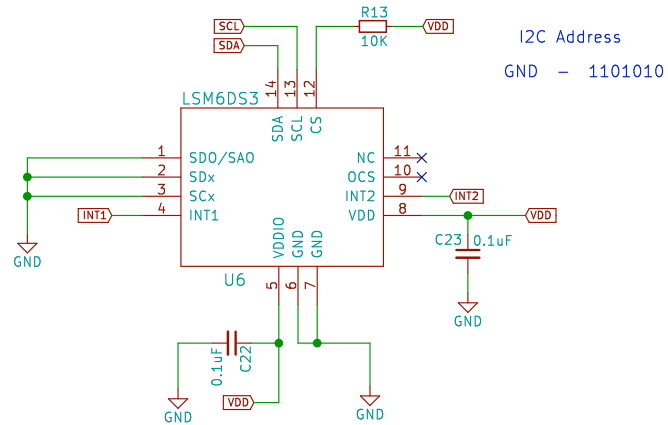 R13
SCL
VDD
I2C Address
SDA
10K
GND - 1101010
14
13
12
LSM6DS3
SDA
SCL
CS
1
SDO/SAO
NC
11
2
SDx
OCS
10
3
SCx
INT2
9
INT2
INT1
4
INT1
VDD
8
VDD
C23
0.1uF
GND
VDDIO
GND
GND
U6
5
6
7
GND
0.1uF
C22
VDD
GND
GND